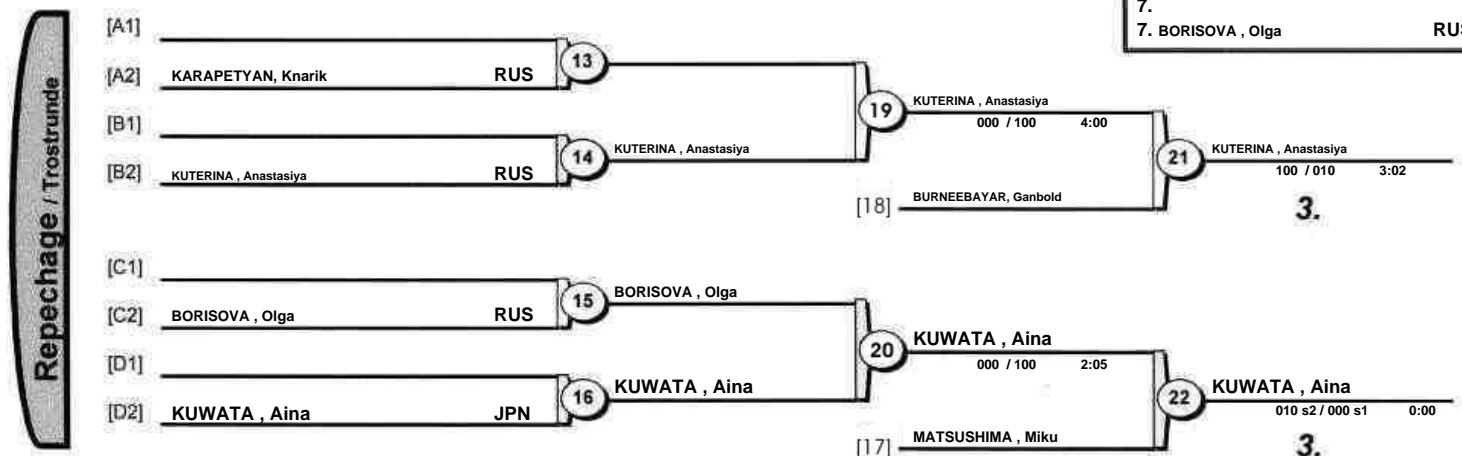 7.
7. BORISOVA , Olga RUS
Repechage / Trostrunde
[A1]
[A2] KARAPETYAN, Knarik RUS
13
[B1]
[B2] KUTERINA , Anastasiya RUS
14
KUTERINA , Anastasiya
19
KUTERINA , Anastasiya
000 / 100 4:00
[18] BURNEEBAYAR, Ganbold
21
KUTERINA , Anastasiya
100 / 010 3:02
3.
[C1]
[C2] BORISOVA , Olga RUS
15
BORISOVA , Olga
[D1]
[D2] KUWATA , Aina JPN
16
KUWATA , Aina
20
KUWATA , Aina
000 / 100 2:05
[17] MATSUSHIMA , Miku
22
KUWATA , Aina
010 s2 / 000 s1 0:00
3.